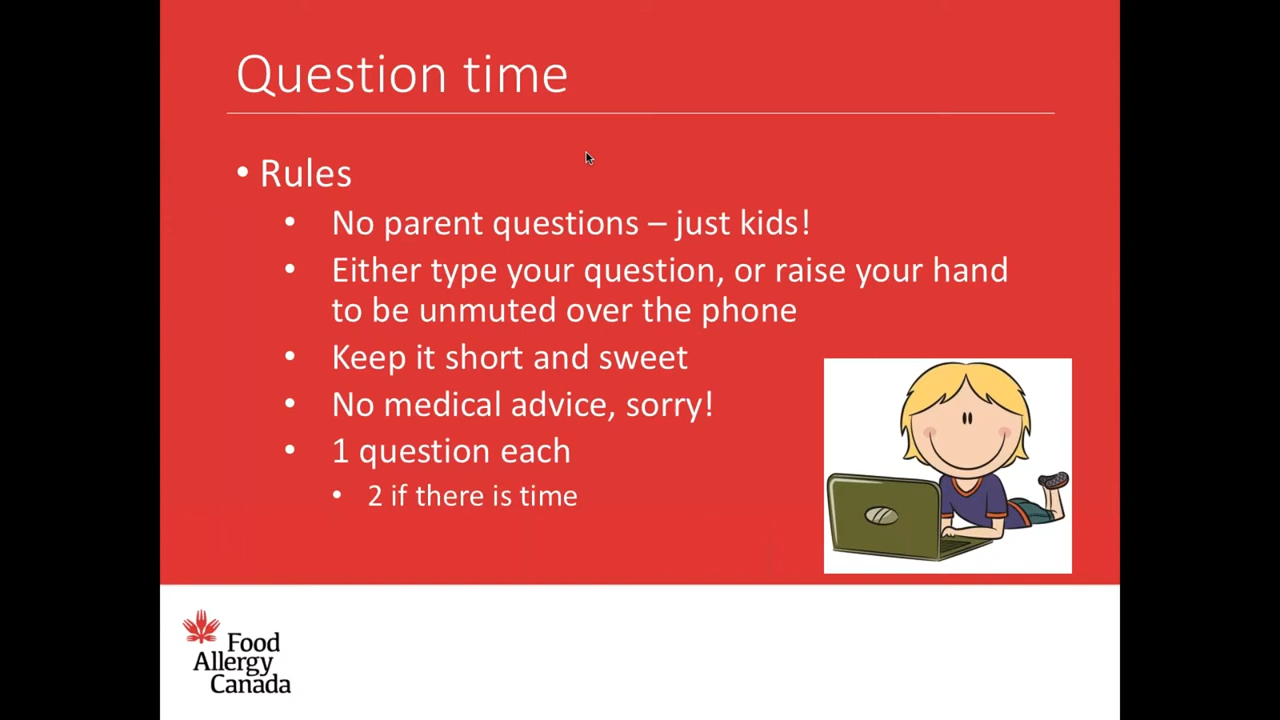 Question time
• Rules
• No parent questions – just kids!
• Either type your question, or raise your hand
to be unmuted over the phone
• Keep it short and sweet
• No medical advice, sorry!
• 1 question each
• 2 if there is time
Food
Allergy
Canada